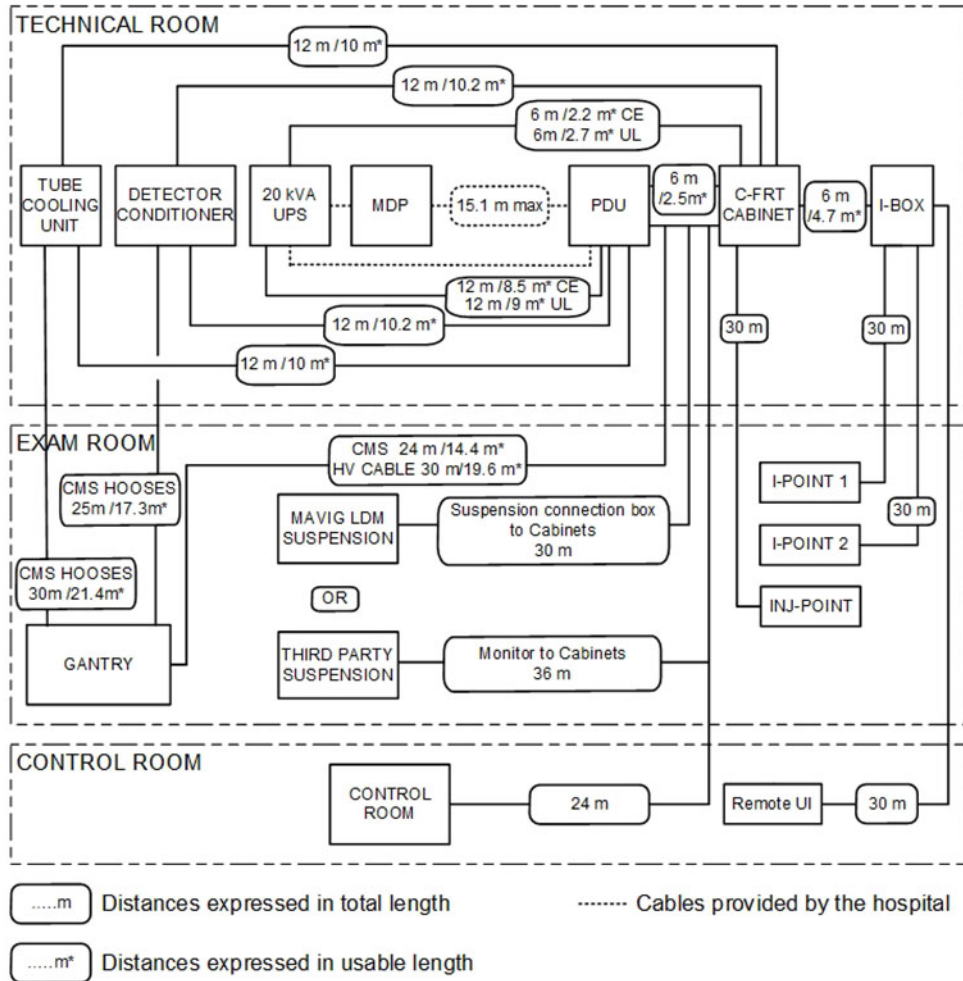 TECHNICAL ROOM
12 m /10 m*
12 m /10.2 m*
6 m /2.2 m* CE
6m /2.7 m* UL
TUBE
COOLING
UNIT
DETECTOR
CONDITIONER
20 kVA
UPS
MDP
15.1 m max
PDU
6 m
/2.5m*
C-FRT
CABINET
6 m
/4.7 m*
I-BOX
12 m /8.5 m* CE
12 m /9 m* UL
12 m /10.2 m*
12 m /10 m*
30 m
30 m
EXAM ROOM
CMS 24 m /14.4 m*
HV CABLE 30 m/19.6 m*
CMS HOOSES
25m /17.3m*
MAVIG LDM
SUSPENSION
Suspension connection box
to Cabinets
30 m
I-POINT 1
30 m
I-POINT 2
CMS HOOSES
30m /21.4m*
OR
INJ-POINT
GANTRY
THIRD PARTY
SUSPENSION
Monitor to Cabinets
36 m
CONTROL ROOM
CONTROL
ROOM
24 m
Remote UI
30 m
.....m
Distances expressed in total length
Cables provided by the hospital
.....m*
Distances expressed in usable length